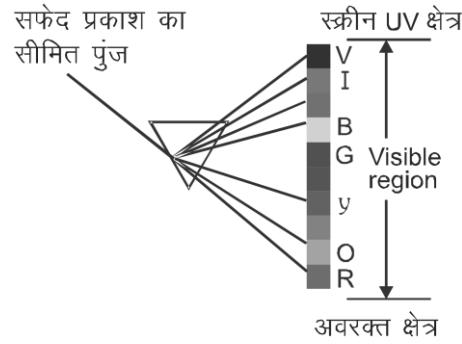 सफेद प्रकाश का
सीमित पुंज
स्क्रीन UV क्षेत्र
V
I
B
G
y
O
R
Visible
region
अवरक्त क्षेत्र